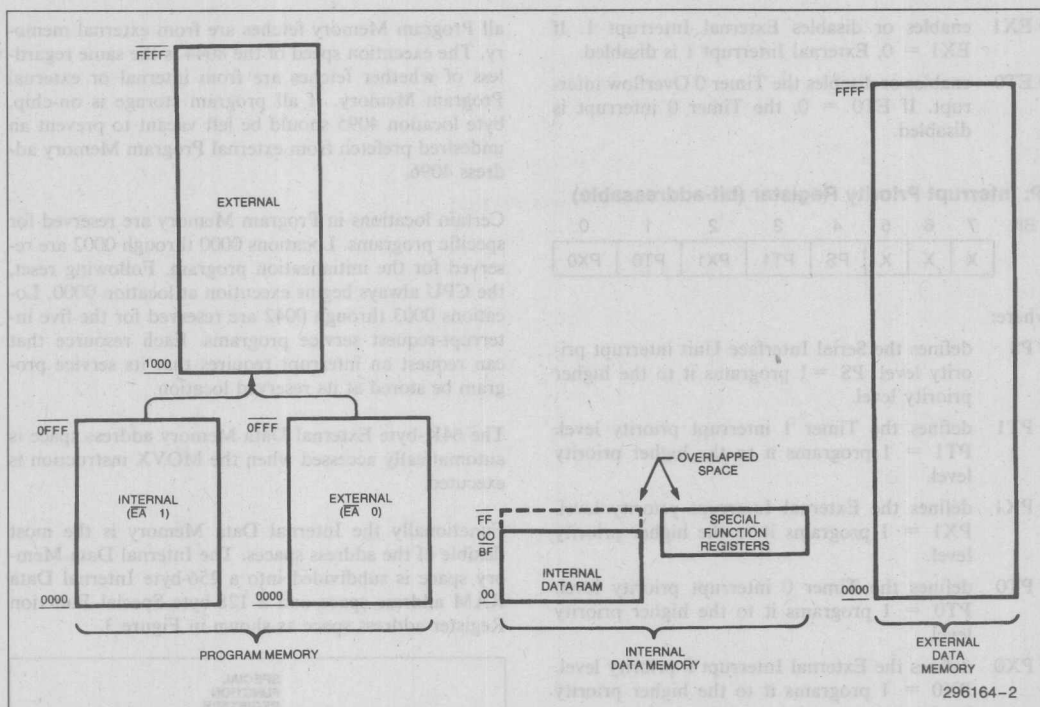 EX1 enables or disables External Interrupt 1. If
EX1 = 0, External Interrupt 1 is disabled
ET0 enables or disables the Timer 0 Overflow inter
rupt. If ET0 = 0, the Timer 0 interrupt is
disabled.
P: Interrupt Priority Register (bit-addressable)
7 6 5 4 3 2 1 0
X X X PS PT1 PX1 PT0 PX0
where:
PS defines the Serial Interface Unit interrupt pri-
ority level. PS = 1 programs it to the higher
priority level.
PT1 defines the Timer 1 interrupt priority level.
PT1 = 1 programs it to the higher priority
level.
PX1 defines the External Interrupt priority level.
PX1 = 1 programs it to the higher priority
level.
PT0 defines the Timer 0 interrupt priority level.
PT0 = 1 programs it to the higher priority
level.
PX0 defines the External Interrupt 0 priority level.
PX0 = 1 programs it to the higher priority
all Program Memory fetches are from external memo-
ry. The execution speed of the 8044 is the same regard-
less of whether fetches are from internal or external
Program Memory. If all program storage is on-chip,
byte location 4095 should be left vacant to prevent an
undesired prefetch from external Program Memory ad-
dress 4096.
Certain locations in Program Memory are reserved for
specific programs. Locations 0000 through 0002 are re-
served for the initialization program. Following reset,
the CPU always begins execution at location 0000. Lo-
cations 0003 through 0042 are reserved for the five in-
terrupt-request service programs. Each resource that
can request an interrupt requires that its service pro-
gram be stored at its reserved location.
The 64K-byte External Data Memory address space is
automatically accessed when the MOVX instruction is
executed.
Functionally the Internal Data Memory is the most
flexible of the address spaces. The Internal Data Mem-
ory space is subdivided into a 256-byte Internal Data
RAM address space and a 128-byte Special Function
Register address space as shown in Figure 3.
SPECIAL
FUNCTION
REGISTERS
FFFF
EXTERNAL
1000
0FFF
INTERNAL
(EA 1)
0000
0FFF
EXTERNAL
(EA 0)
0000
PROGRAM MEMORY
OVERLAPPED
SPACE
FF
C0
BF
00
INTERNAL
DATA RAM
SPECIAL
FUNCTION
REGISTERS
INTERNAL
DATA MEMORY
FFFF
0000
EXTERNAL
DATA
MEMORY
296164-2